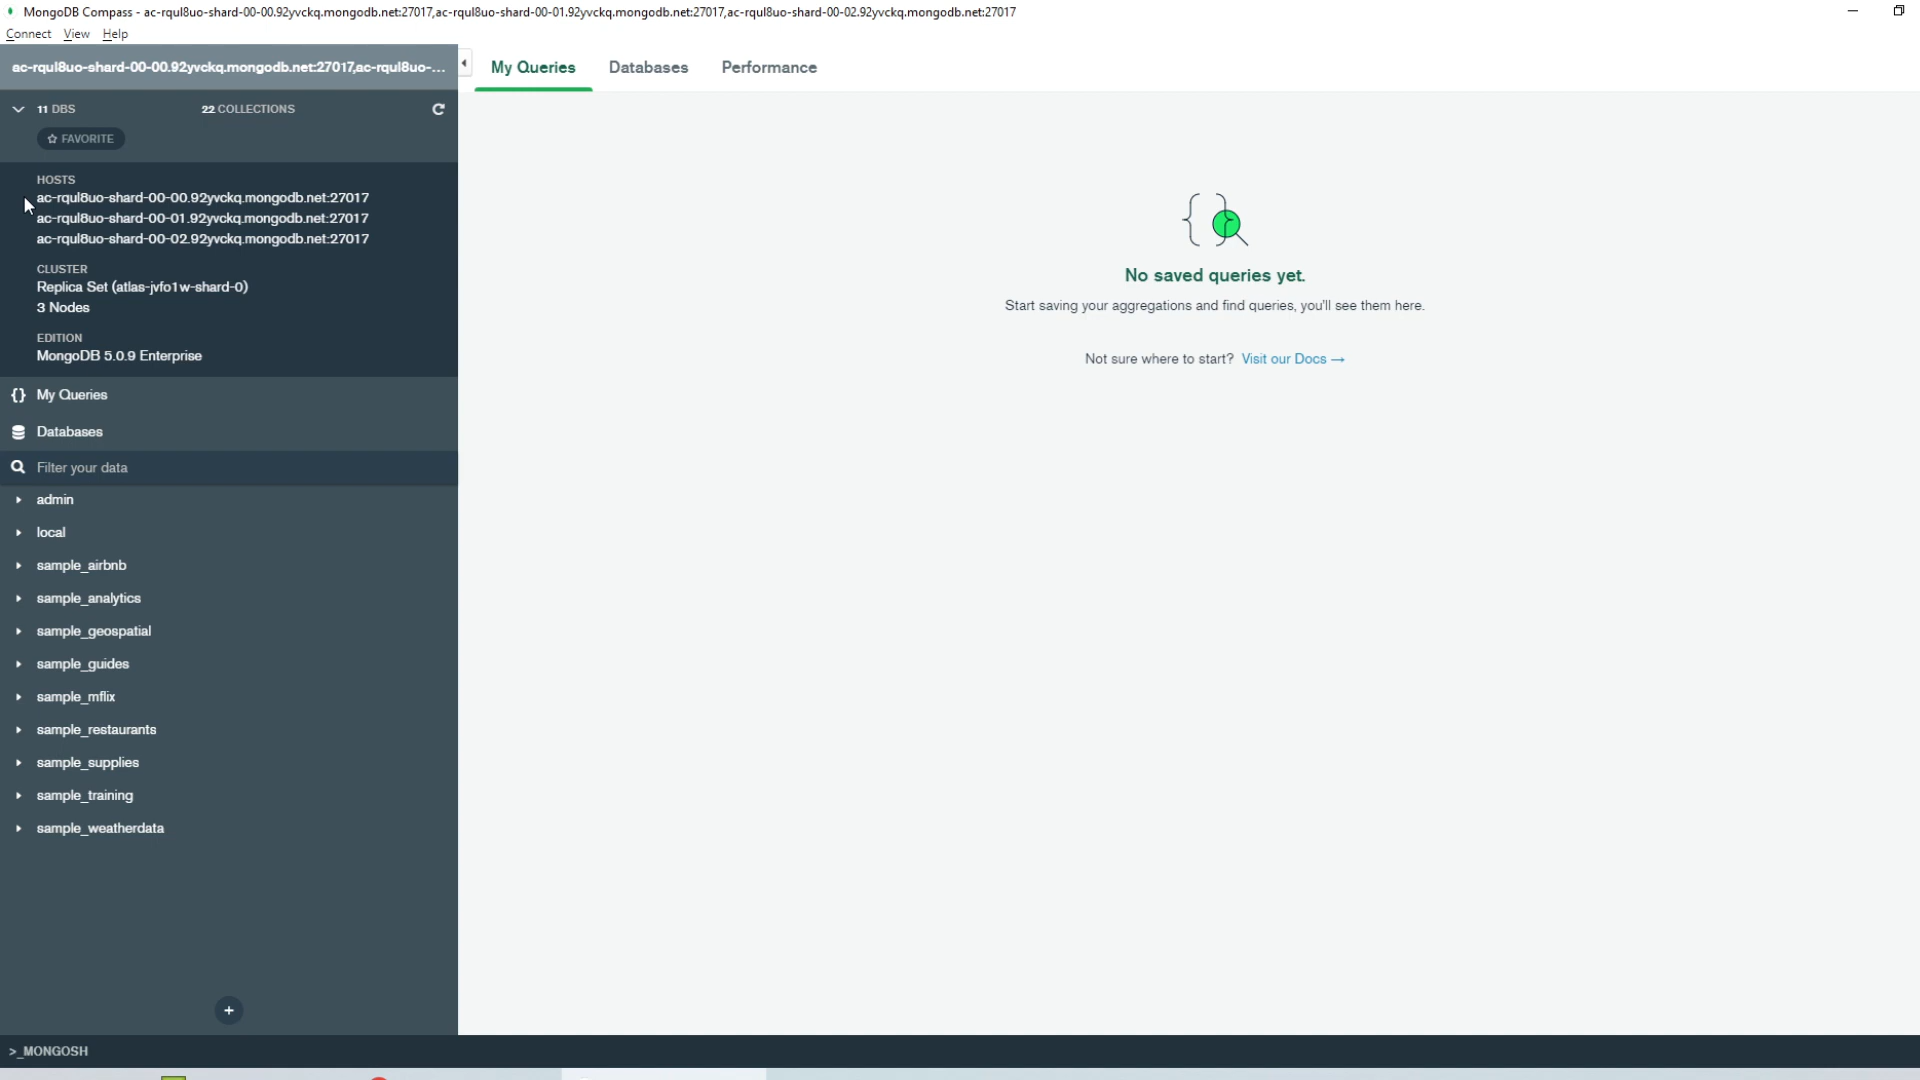 MongoDB Compass - ac-rqul8uo-shard-00-00.92yvckq.mongodb.net:27017,ac-rqul8uo-shard-00-01.92yvckq.mongodb.net:27017,ac-rqul8uo-shard-00-02.92yvckq.mongodb.net:27017
Connect View Help
ac-rqul8uo-shard-00-00.92yvckq.mongodb.net:27017,ac-rqul8uo-...
My Queries Databases Performance
11 DBS 22 COLLECTIONS
FAVORITE
HOSTS
ac-rqul8uo-shard-00-00.92yvckq.mongodb.net:27017
ac-rqul8uo-shard-00-01.92yvckq.mongodb.net:27017
ac-rqul8uo-shard-00-02.92yvckq.mongodb.net:27017
CLUSTER
Replica Set (atlas-jvfo1w-shard-0)
3 Nodes
EDITION
MongoDB 5.0.9 Enterprise
{} My Queries
Databases
Filter your data
admin
local
sample_airbnb
sample_analytics
sample_geospatial
sample_guides
sample_mflix
sample_restaurants
sample_supplies
sample_training
sample_weatherdata
No saved queries yet.
Start saving your aggregations and find queries, you'll see them here.
Not sure where to start? Visit our Docs →
>_MONGOSH